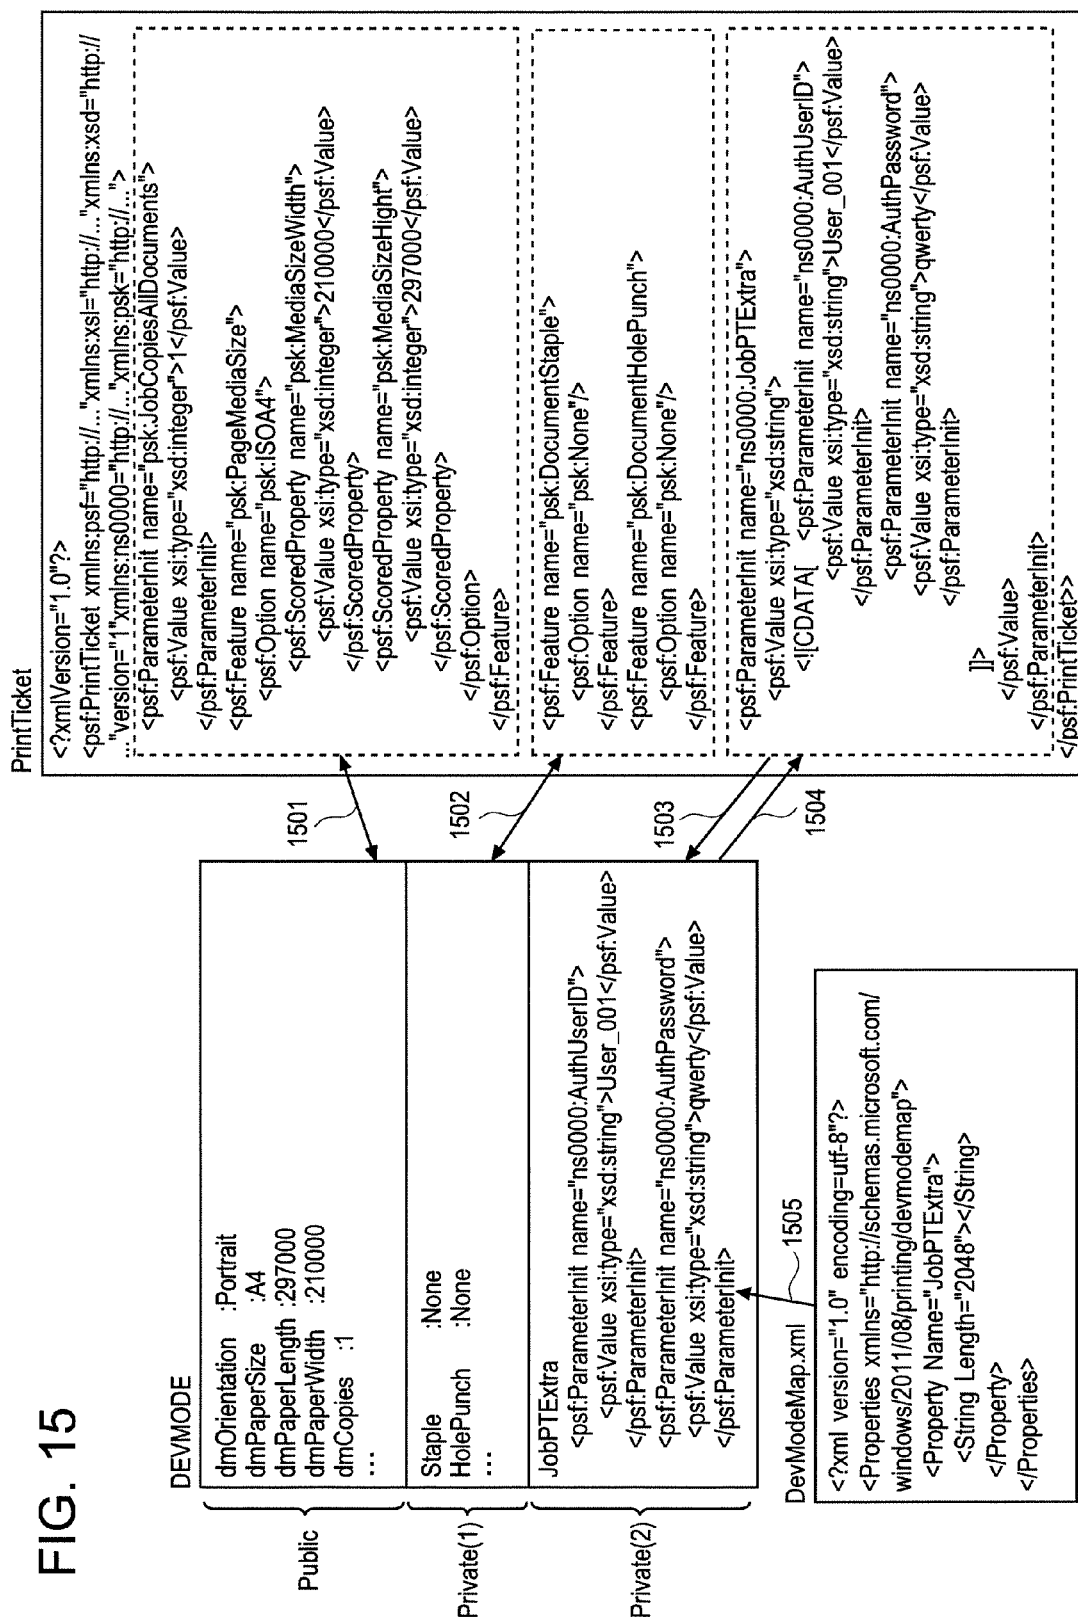 FIG. 15
DEVMODE
Public
dmOrientation :Portrait
dmPaperSize :A4
dmPaperLength :297000
dmPaperWidth :210000
dmCopies :1
...
Private(1)
Staple :None
HolePunch :None
...
Private(2)
JobPTExtra
<psf:ParameterInit name="ns0000:AuthUserID">
<psf:Value xsi:type="xsd:string">User_001</psf:Value>
</psf:ParameterInit>
<psf:ParameterInit name="ns0000:AuthPassword">
<psf:Value xsi:type="xsd:string">qwerty</psf:Value>
</psf:ParameterInit>
1501
1502
1503
1504
1505
DevModeMap.xml
<?xml version="1.0" encoding=utf-8"?>
<Properties xmlns="http://schemas.microsoft.com/
windows/2011/08/printing/devmodemap">
<Property Name="JobPTExtra">
<String Length="2048"></String>
</Property>
</Properties>
PrintTicket
<?xmlVersion="1.0"?>
<psf:PrintTicket xmlns:psf="http://..."xmlns:xsl="http://..."xmlns:xsd="http://
..."version="1"xmlns:ns0000="http://..."xmlns:psk="http://...">
<psf:ParameterInit name="psk:JobCopiesAllDocuments">
<psf:Value xsi:type="xsd:integer">1</psf:Value>
</psf:ParameterInit>
<psf:Feature name="psk:PageMediaSize">
<psf:Option name="psk:ISOA4">
<psf:ScoredProperty name="psk:MediaSizeWidth">
<psf:Value xsi:type="xsd:integer">210000</psf:Value>
</psf:ScoredProperty>
<psf:ScoredProperty name="psk:MediaSizeHight">
<psf:Value xsi:type="xsd:integer">297000</psf:Value>
</psf:ScoredProperty>
</psf:Option>
</psf:Feature>
<psf:Feature name="psk:DocumentStaple">
<psf:Option name="psk:None"/>
</psf:Feature>
<psf:Feature name="psk:DocumentHolePunch">
<psf:Option name="psk:None"/>
</psf:Feature>
<psf:ParameterInit name="ns0000:JobPTExtra">
<psf:Value xsi:type="xsd:string">
<![CDATA[ <psf:ParameterInit name="ns0000:AuthUserID">
<psf:Value xsi:type="xsd:string">User_001</psf:Value>
</psf:ParameterInit>
<psf:ParameterInit name="ns0000:AuthPassword">
<psf:Value xsi:type="xsd:string">qwerty</psf:Value>
</psf:ParameterInit>
]]>
</psf:Value>
</psf:ParameterInit>
</psf:PrintTicket>>